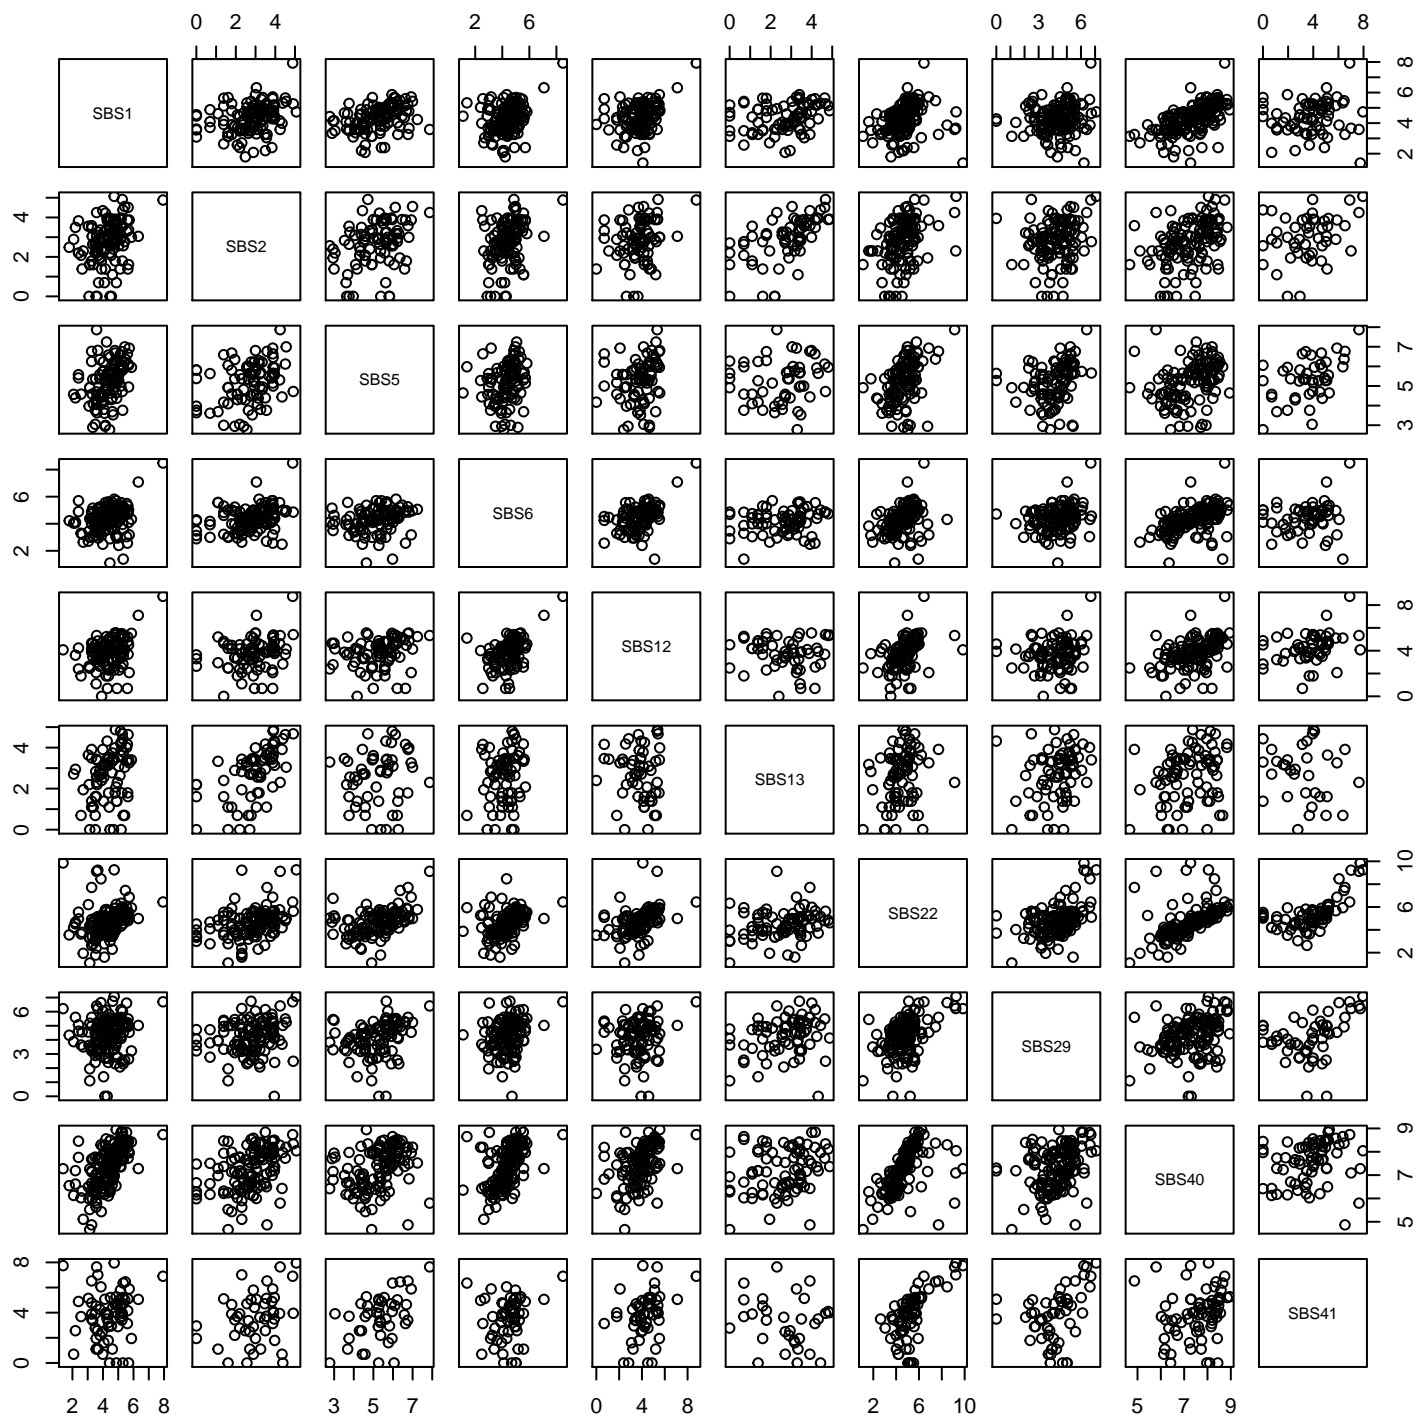 0 2 4 2 6 0 2 4 0 3 6 0 4 8
SBS1 2 4 6 8
0 2 4 SBS2
SBS5 3 5 7
2 6 SBS6
SBS12 0 4 8
0 2 4 SBS13
SBS22 2 6 10
0 3 6 SBS29
SBS40 5 7 9
0 4 8 SBS41
2 4 6 8 3 5 7 0 4 8 2 6 10 5 7 9